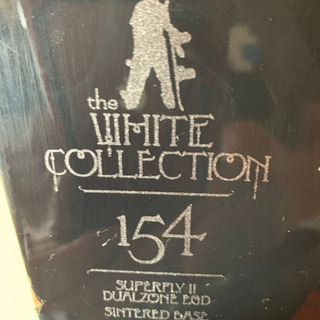 the
WHITE
COLLECTION
154
SUPERFLY II
DUALZONE EGD
SINTERED BASE